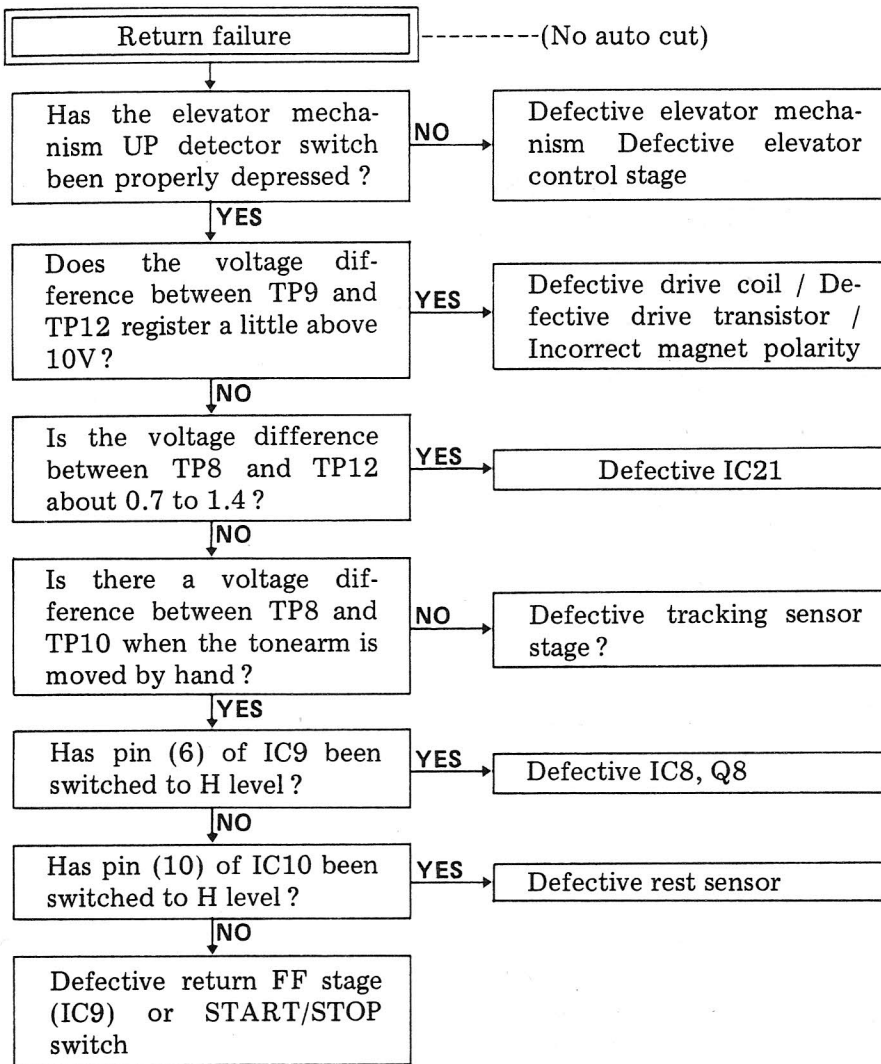 Return failure
---------(No auto cut)
Has the elevator mecha-
nism UP detector switch
been properly depressed ?
NO
Defective elevator mecha-
nism Defective elevator
control stage
YES
Does the voltage dif-
ference between TP9 and
TP12 register a little above
10V ?
YES
Defective drive coil / De-
fective drive transistor /
Incorrect magnet polarity
NO
Is the voltage difference
between TP8 and TP12
about 0.7 to 1.4 ?
YES
Defective IC21
NO
Is there a voltage dif-
ference between TP8 and
TP10 when the tonearm is
moved by hand ?
NO
Defective tracking sensor
stage ?
YES
Has pin (6) of IC9 been
switched to H level ?
YES
Defective IC8, Q8
NO
Has pin (10) of IC10 been
switched to H level ?
YES
Defective rest sensor
NO
Defective return FF stage
(IC9) or START/STOP
switch